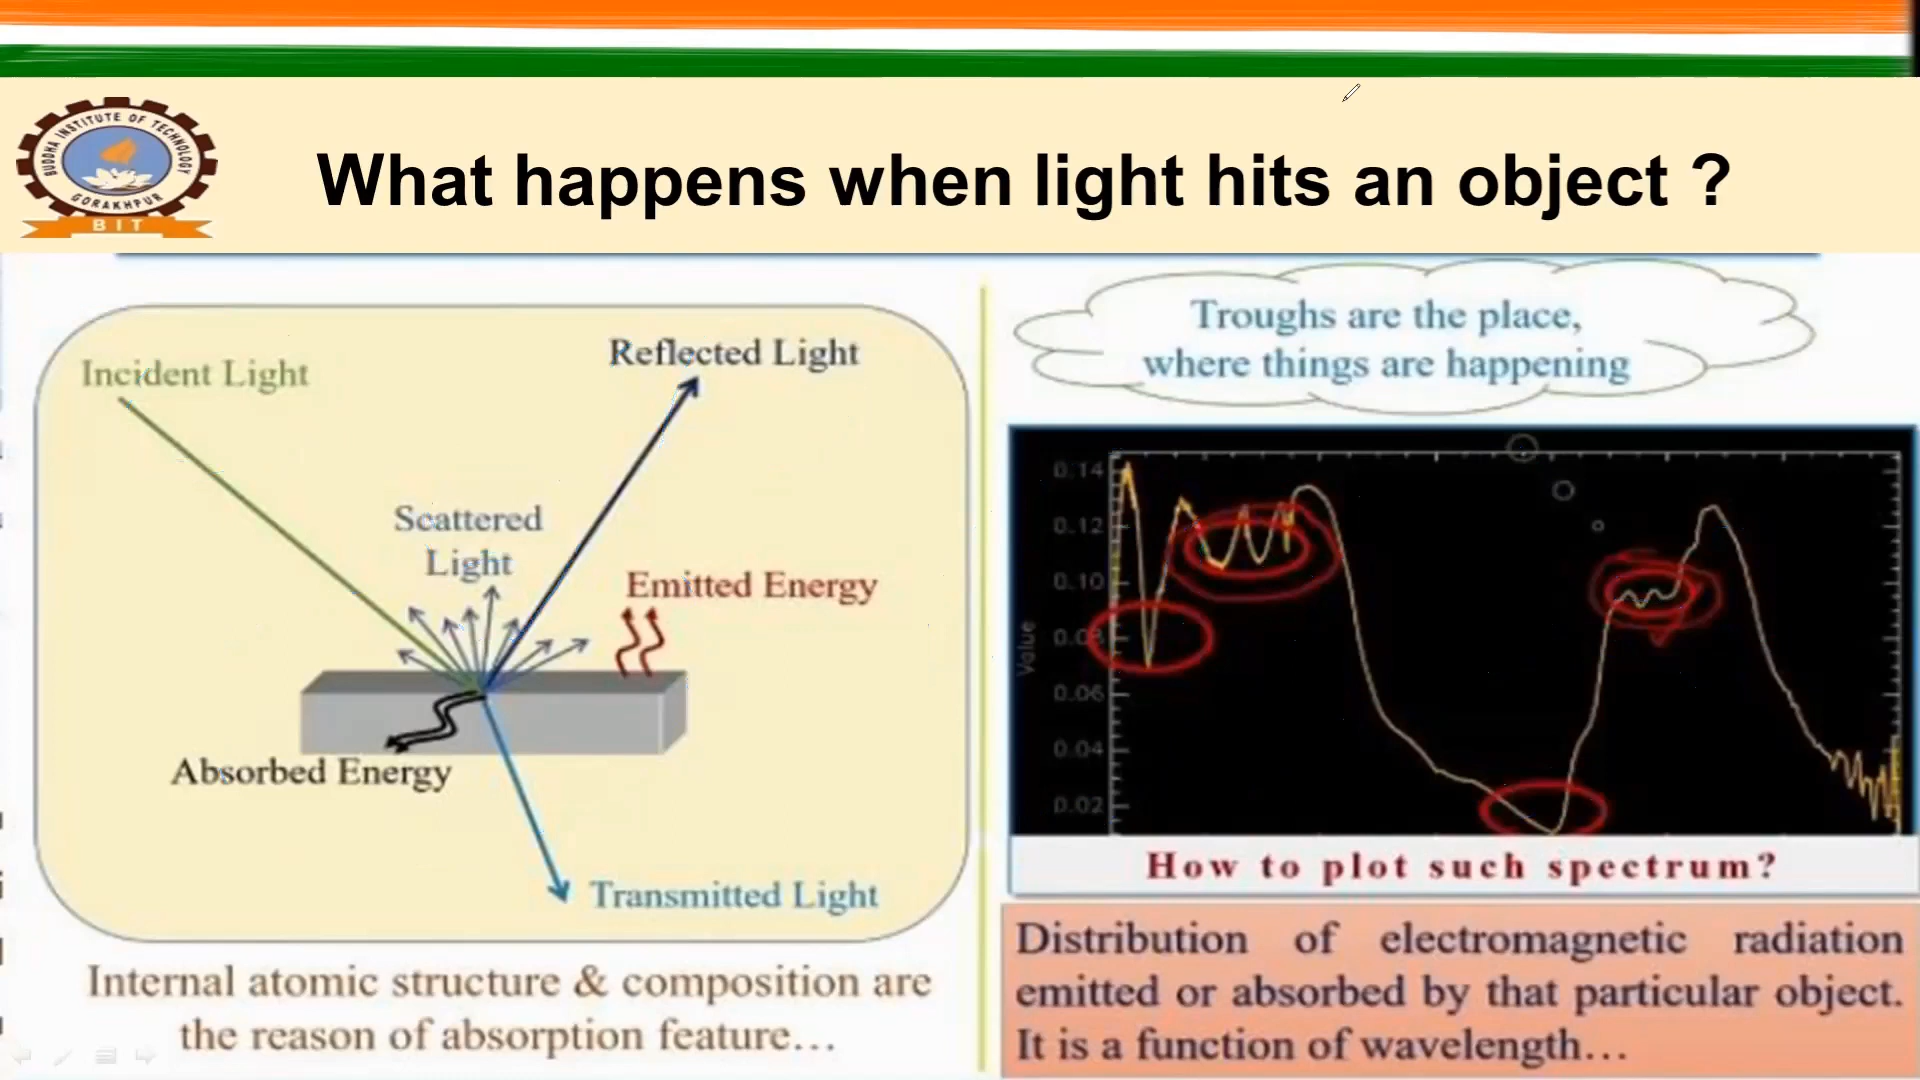 BUDDHA INSTITUTE OF TECHNOLOGY
GORAKHPUR
BIT
What happens when light hits an object ?
Incident Light
Reflected Light
Scattered
Light
Emitted Energy
Absorbed Energy
Transmitted Light
Internal atomic structure & composition are
the reason of absorption feature...
Troughs are the place,
where things are happening
0.14
0.12
0.10
0.08
0.06
0.04
0.02
Value
How to plot such spectrum?
Distribution of electromagnetic radiation
emitted or absorbed by that particular object.
It is a function of wavelength...